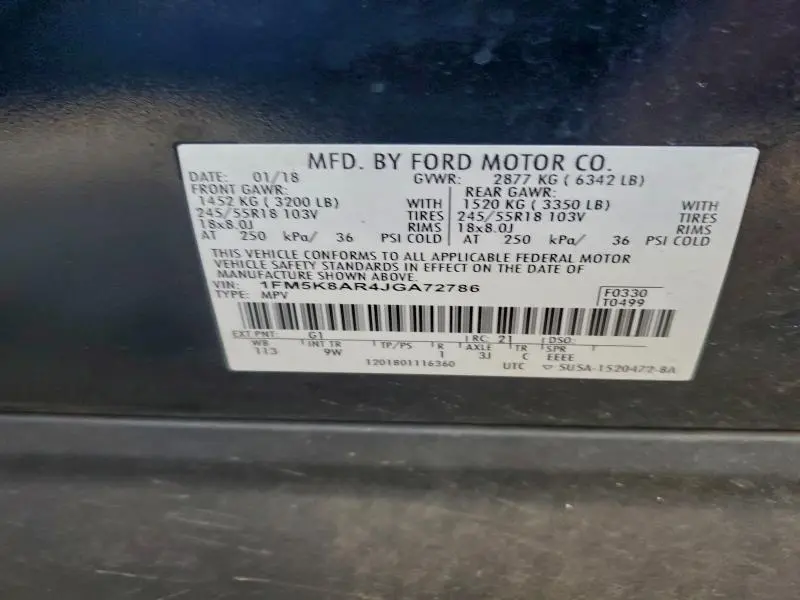 MFD. BY FORD MOTOR CO.
DATE: 01/18 GVWR: 2877 KG ( 6342 LB)
FRONT GAWR: REAR GAWR:
1452 KG ( 3200 LB) WITH 1520 KG ( 3350 LB) WITH
245/55R18 103V TIRES 245/55R18 103V TIRES
18x8.0J RIMS 18x8.0J RIMS
AT 250 kPa/ 36 PSI COLD AT 250 kPa/ 36 PSI COLD
THIS VEHICLE CONFORMS TO ALL APPLICABLE FEDERAL MOTOR
VEHICLE SAFETY STANDARDS IN EFFECT ON THE DATE OF
MANUFACTURE SHOWN ABOVE.
VIN: 1FM5K8AR4JGA72786 F0330
TYPE: MPV T0499
EXT PNT: G1 RC: 21 DSO:
WB INT TR TP/PS R AXLE TR SPR
113 9W 1 3J C EEEE
1201801116360 UTC SU5A-1520472-8A